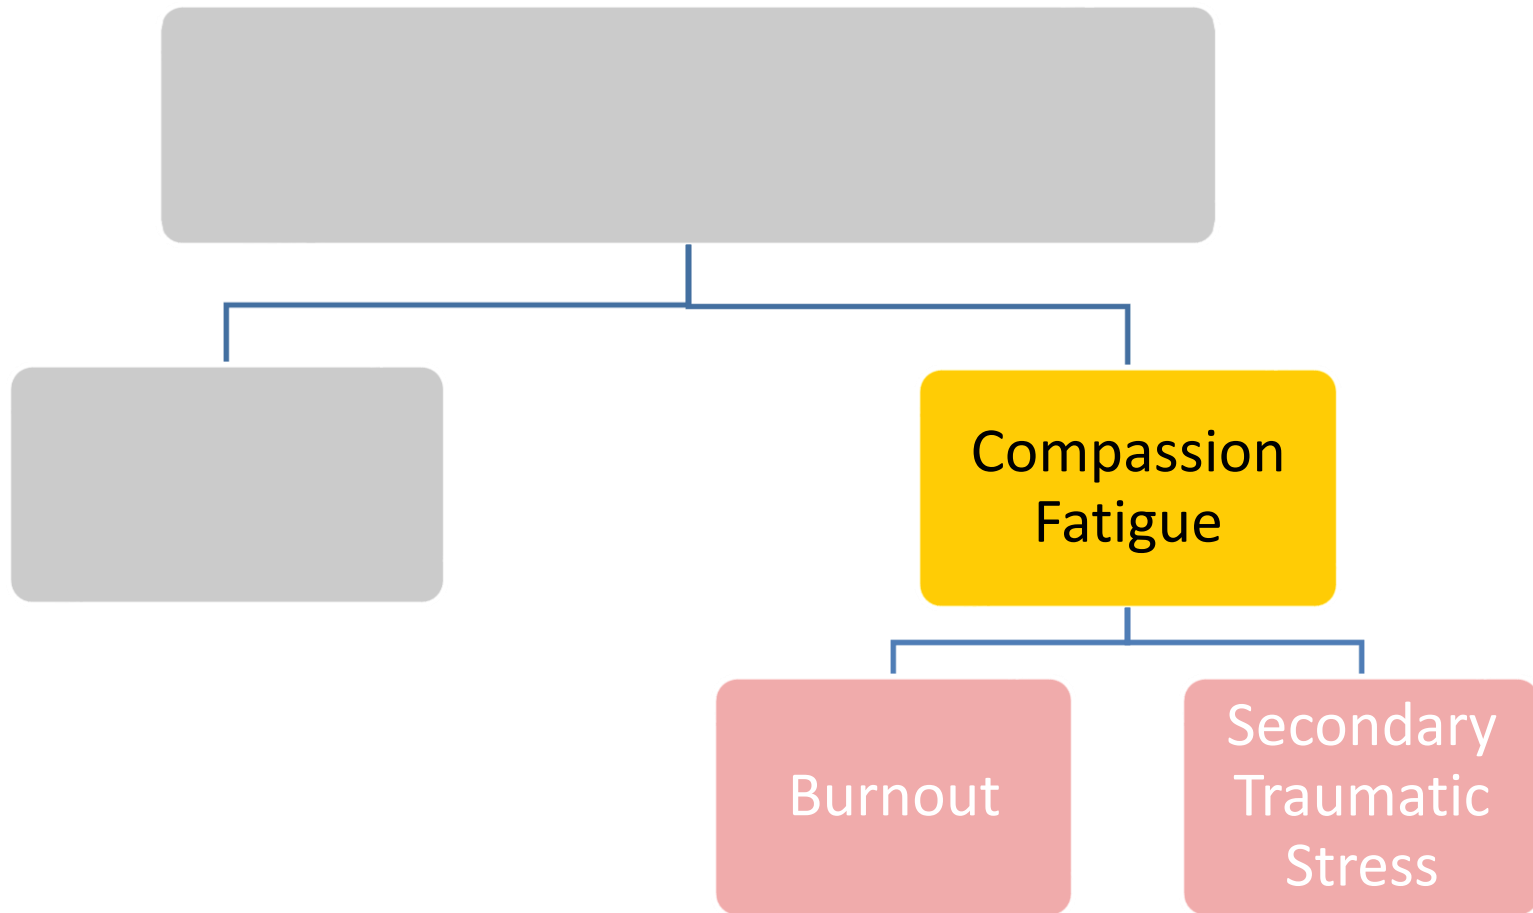 Compassion
Fatigue
Burnout
Secondary
Traumatic
Stress